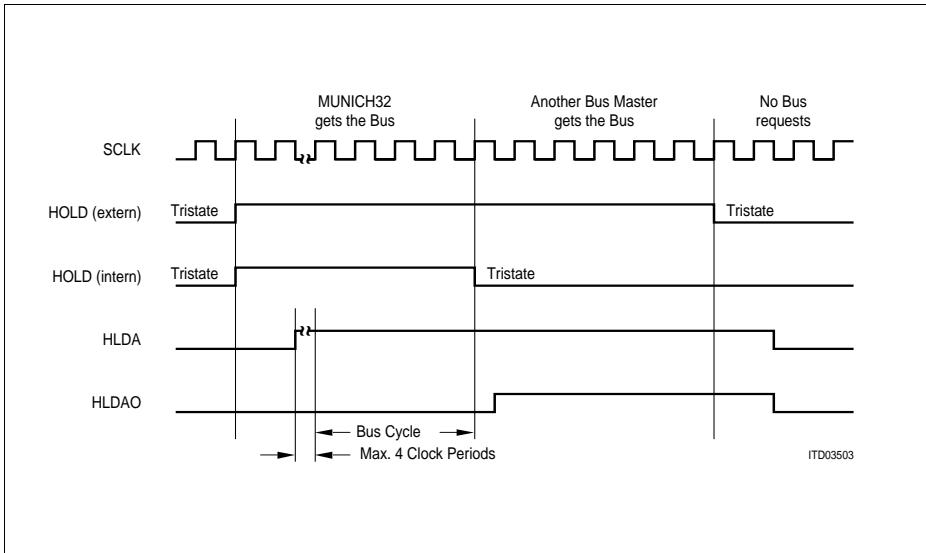 MUNICH32
gets the Bus
Another Bus Master
gets the Bus
No Bus
requests
SCLK
HOLD (extern)
Tristate
Tristate
HOLD (intern)
Tristate
Tristate
HLDA
HLDAO
Bus Cycle
Max. 4 Clock Periods
ITD03503